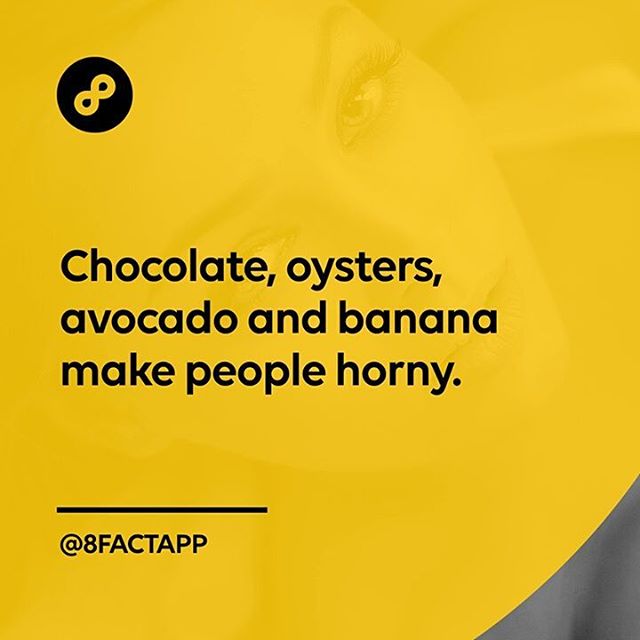 Chocolate, oysters,
avocado and banana
make people horny.
@8FACTAPP